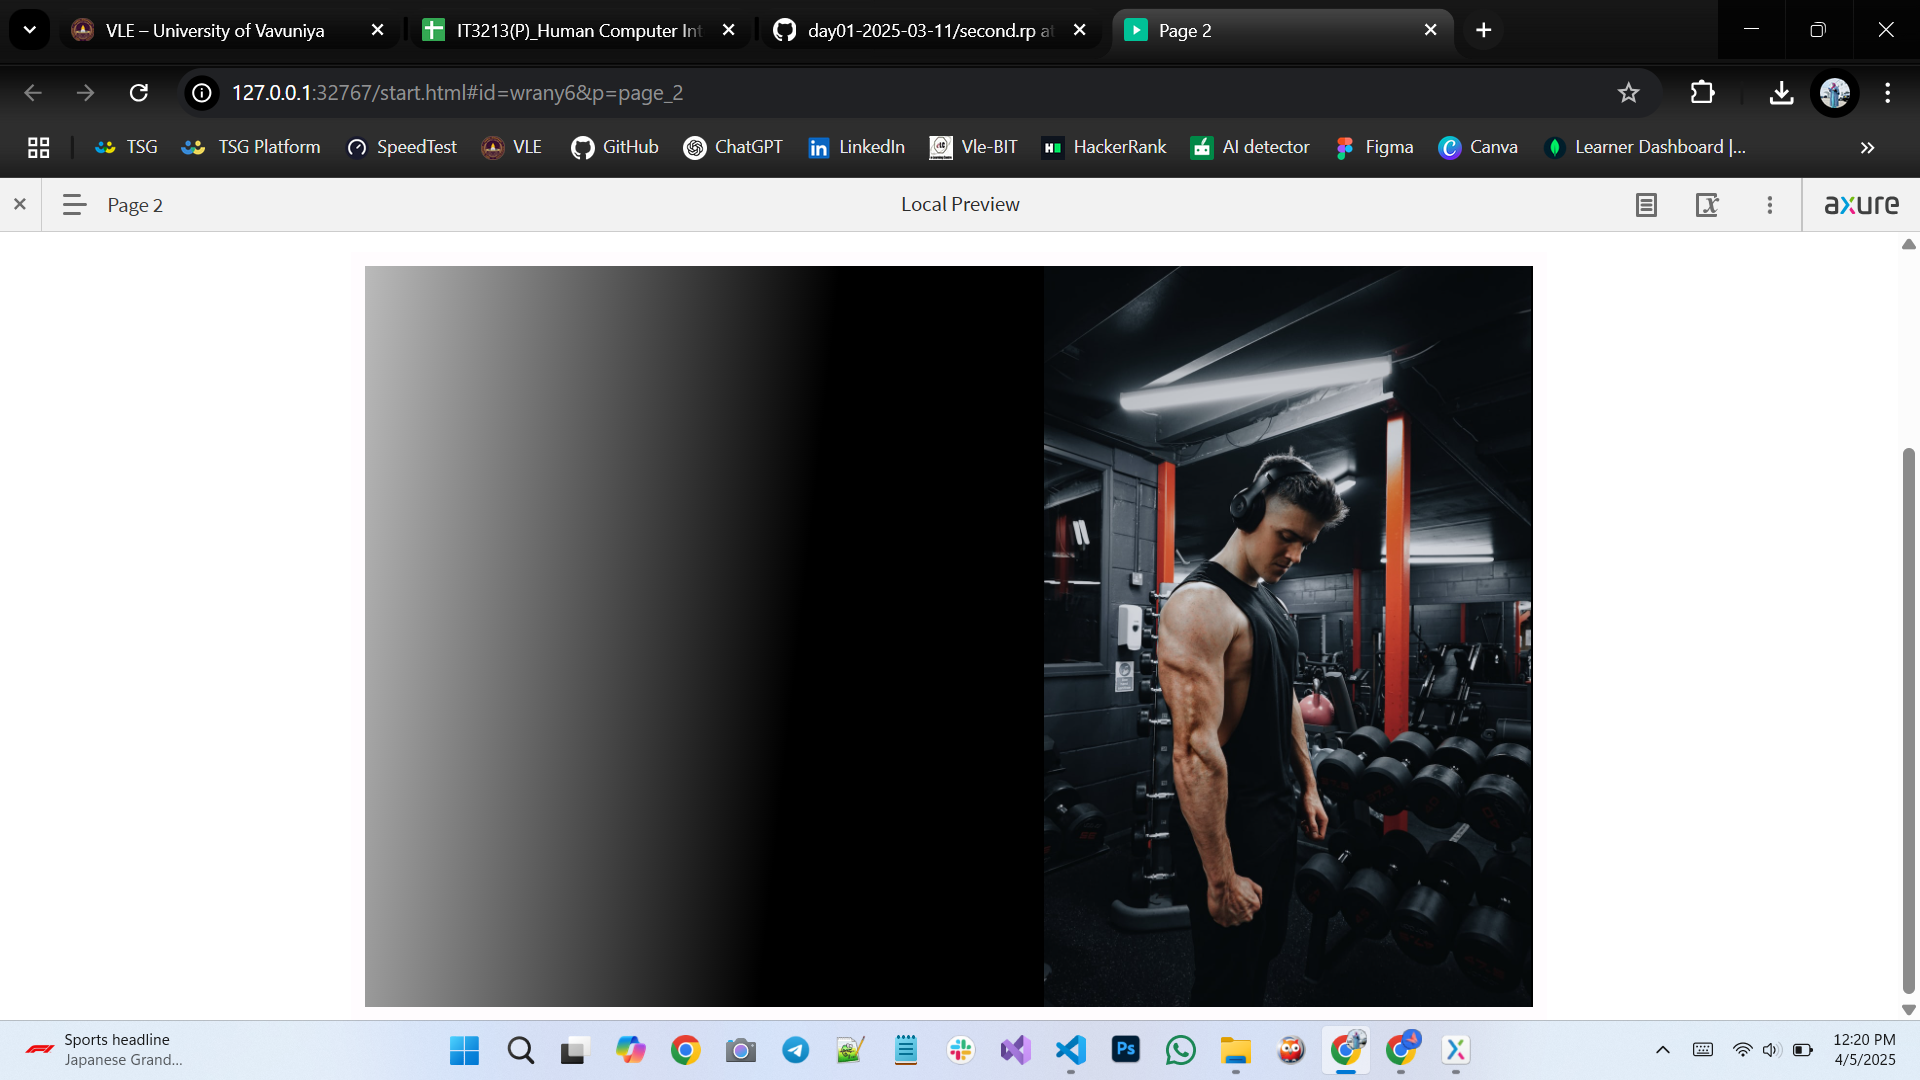 VLE – University of Vavuniya
IT3213(P)_Human Computer Int
day01-2025-03-11/second.rp at
Page 2
127.0.0.1:32767/start.html#id=wrany6&p=page_2
TSG
TSG Platform
SpeedTest
VLE
GitHub
ChatGPT
LinkedIn
Vle-BIT
HackerRank
AI detector
Figma
Canva
Learner Dashboard |...
Page 2
Local Preview
axure
Sports headline
Japanese Grand...
Ps
12:20 PM
4/5/2025